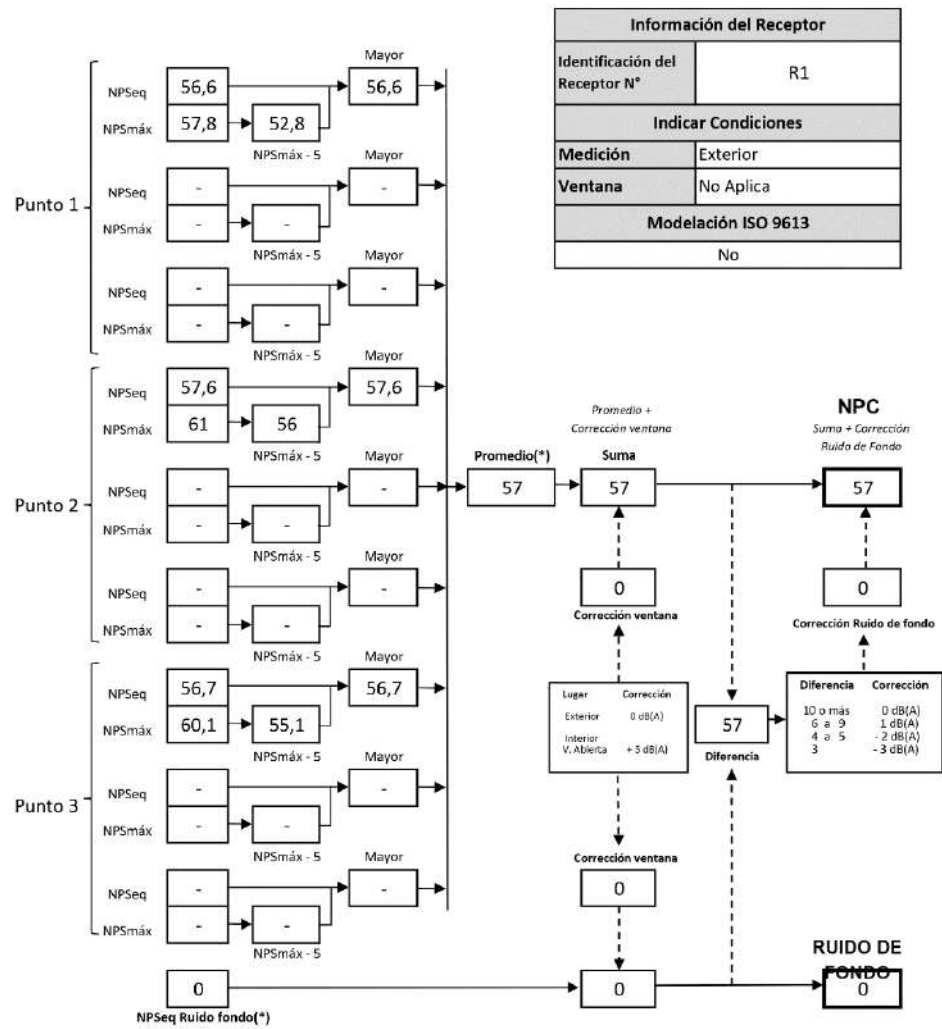 Información del Receptor
Identificación del Receptor N° R1
Indicar Condiciones
Medición Exterior
Ventana No Aplica
Modelación ISO 9613
No
Punto 1
Mayor
NPSeq 56,6 56,6
NPSmáx 57,8 52,8
NPSmáx - 5
Mayor
NPSeq - -
NPSmáx - -
NPSmáx - 5
Mayor
NPSeq - -
NPSmáx - -
NPSmáx - 5
Punto 2
Mayor
NPSeq 57,6 57,6
NPSmáx 61 56
NPSmáx - 5
Mayor
NPSeq - -
NPSmáx - -
NPSmáx - 5
Mayor
NPSeq - -
NPSmáx - -
NPSmáx - 5
Punto 3
Mayor
NPSeq 56,7 56,7
NPSmáx 60,1 55,1
NPSmáx - 5
Mayor
NPSeq - -
NPSmáx - -
NPSmáx - 5
Mayor
NPSeq - -
NPSmáx - -
NPSmáx - 5
0
NPSeq Ruido fondo(*)
Promedio(*)
57
Promedio +
Corrección ventana
Suma
57
0
Corrección ventana
Lugar Corrección
Exterior 0 dB(A)
Interior
V. Abierta + 5 dB(A)
Corrección ventana
0
0
57
Diferencia
NPC
Suma + Corrección
Ruido de Fondo
57
0
Corrección Ruido de fondo
Diferencia Corrección
10 o más 0 dB(A)
6 a 9 1 dB(A)
4 a 5 - 2 dB(A)
3 - 3 dB(A)
RUIDO DE
FONDO
0